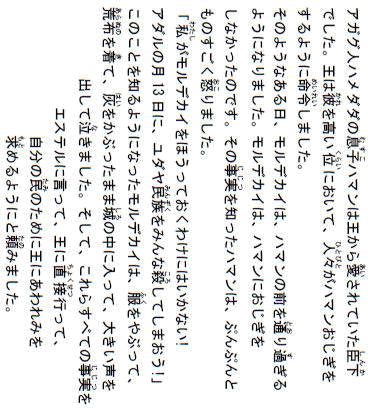 アガグ人ハメダダの息子ハマンは王から愛されていた臣下
でした。王は彼を高い位において、人々がハマンおじぎを
するように命令しました。
そのようなある日、モルデカイは、ハマンの前を通り過ぎる
ようになりました。モルデカイは、ハマンにおじぎを
しなかったのです。その事実を知ったハマンは、ぷんぷんと
ものすごく怒りました。
「私がモルデカイをほうっておくわけにはいかない!
アダルの月 13 日に、ユダヤ民族をみんな殺してしまおう!」
このことを知るようになったモルデカイは、服をやぶって、
荒布を着て、灰をかぶったまま城の中に入って、大きい声を
出して泣きました。そして、これらすべての事実を
エステルに言って、王に直接行って、
自分の民のために王にあわれみを
求めるようにと頼みました。